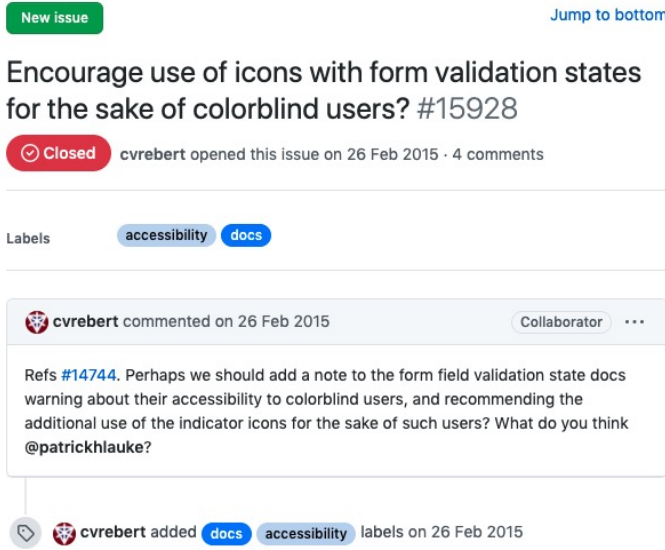 New issue
Jump to bottom
Encourage use of icons with form validation states
for the sake of colorblind users? #15928
Closed cvrebert opened this issue on 26 Feb 2015 · 4 comments
Labels accessibility docs
cvrebert commented on 26 Feb 2015 Collaborator ···
Refs #14744. Perhaps we should add a note to the form field validation state docs
warning about their accessibility to colorblind users, and recommending the
additional use of the indicator icons for the sake of such users? What do you think
@patrickhlauke?
cvrebert added docs accessibility labels on 26 Feb 2015